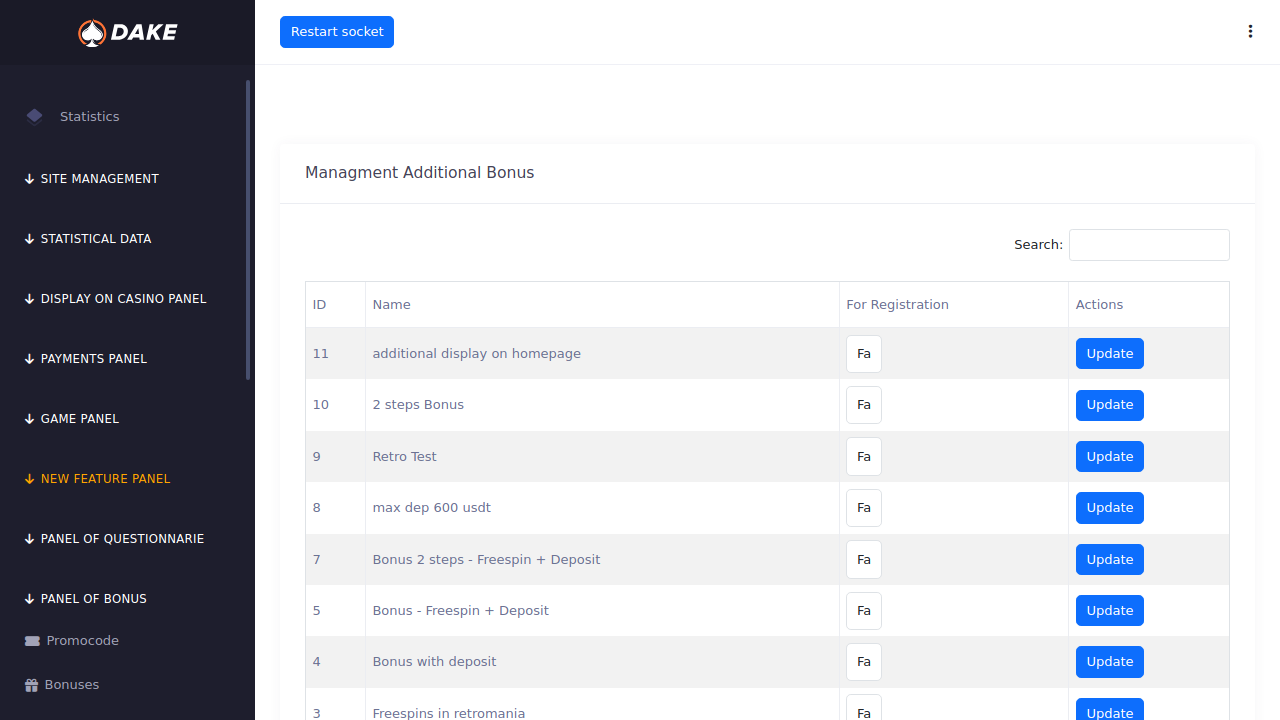 DAKE
Restart socket
Statistics
SITE MANAGEMENT
STATISTICAL DATA
DISPLAY ON CASINO PANEL
PAYMENTS PANEL
GAME PANEL
NEW FEATURE PANEL
PANEL OF QUESTIONNARIE
PANEL OF BONUS
Promocode
Bonuses
Managment Additional Bonus
Search:
ID Name For Registration Actions
11 additional display on homepage Fa Update
10 2 steps Bonus Fa Update
9 Retro Test Fa Update
8 max dep 600 usdt Fa Update
7 Bonus 2 steps - Freespin + Deposit Fa Update
5 Bonus - Freespin + Deposit Fa Update
4 Bonus with deposit Fa Update
3 Freespins in retromania Fa Update